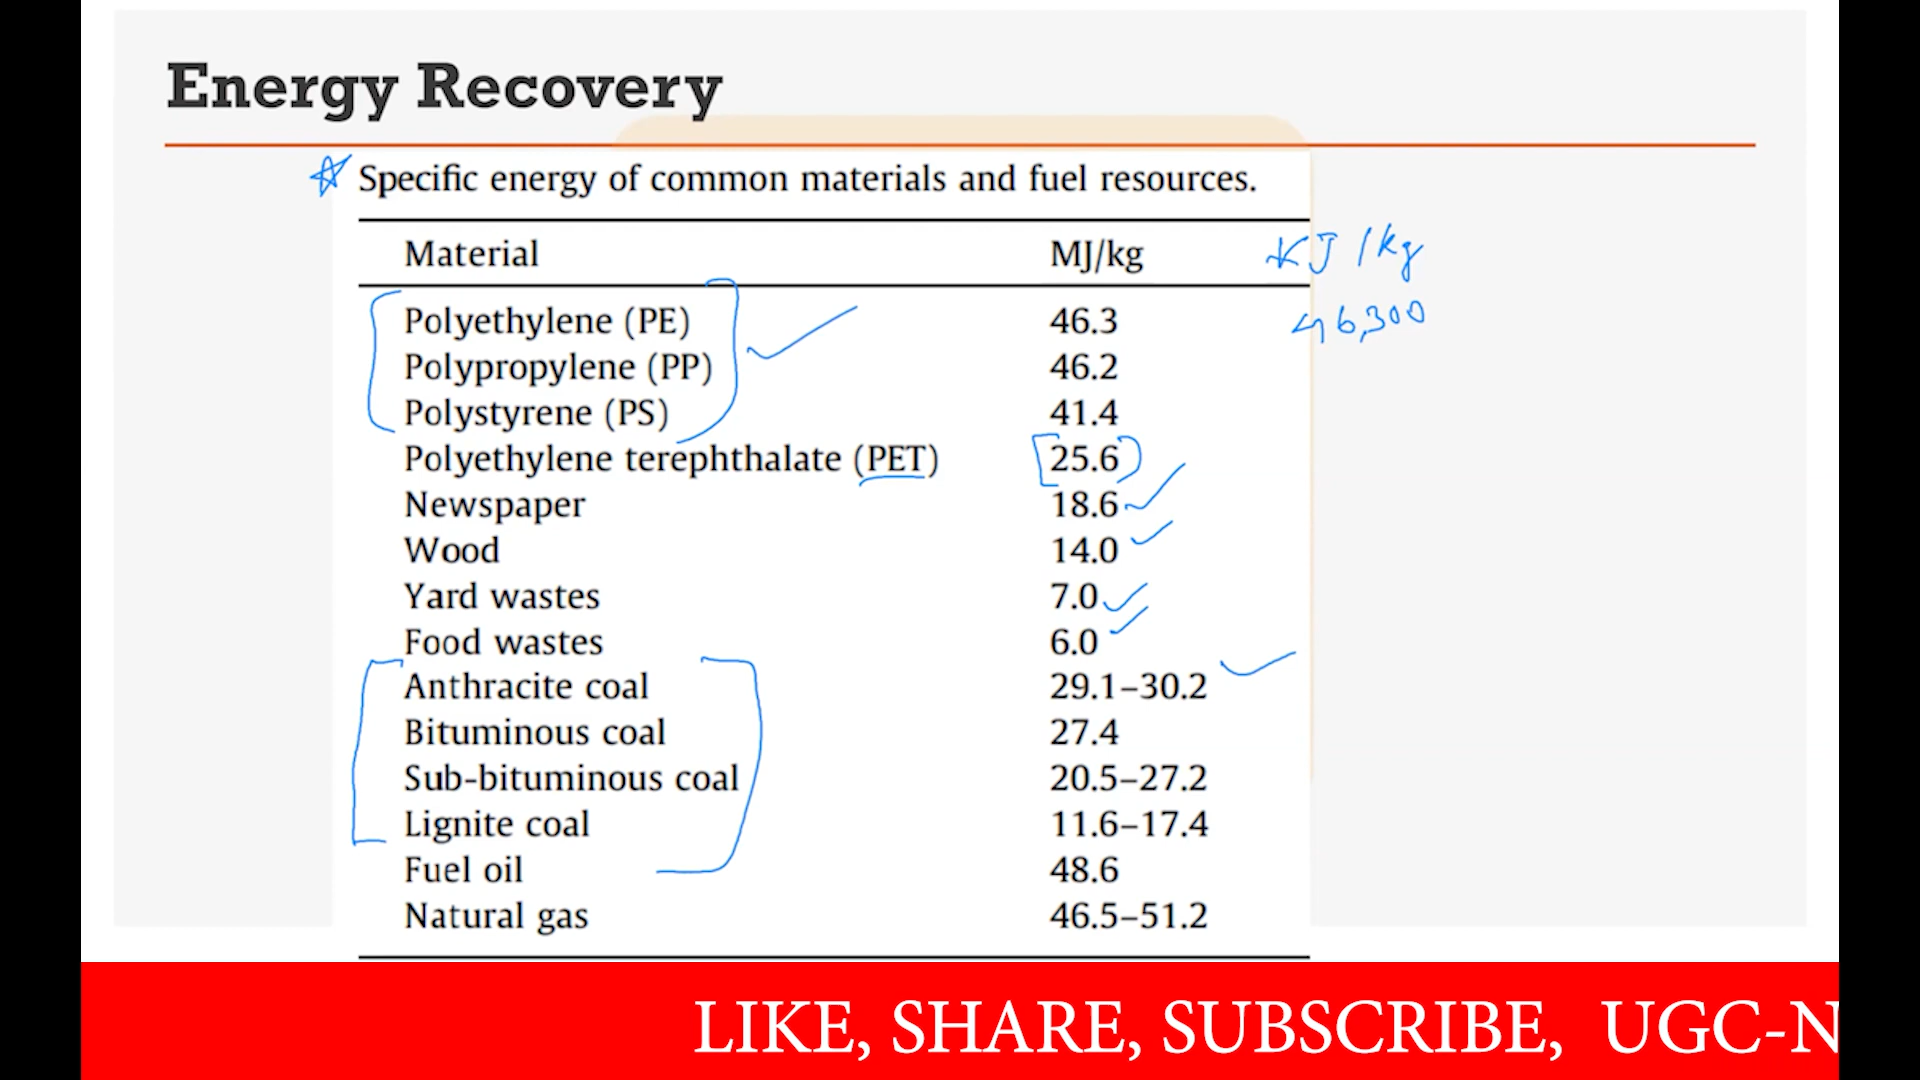 Energy Recovery
Specific energy of common materials and fuel resources.
Material MJ/kg KJ/kg
Polyethylene (PE) 46.3 46,300
Polypropylene (PP) 46.2
Polystyrene (PS) 41.4
Polyethylene terephthalate (PET) 25.6
Newspaper 18.6
Wood 14.0
Yard wastes 7.0
Food wastes 6.0
Anthracite coal 29.1–30.2
Bituminous coal 27.4
Sub-bituminous coal 20.5–27.2
Lignite coal 11.6–17.4
Fuel oil 48.6
Natural gas 46.5–51.2
LIKE, SHARE, SUBSCRIBE, UGC-N